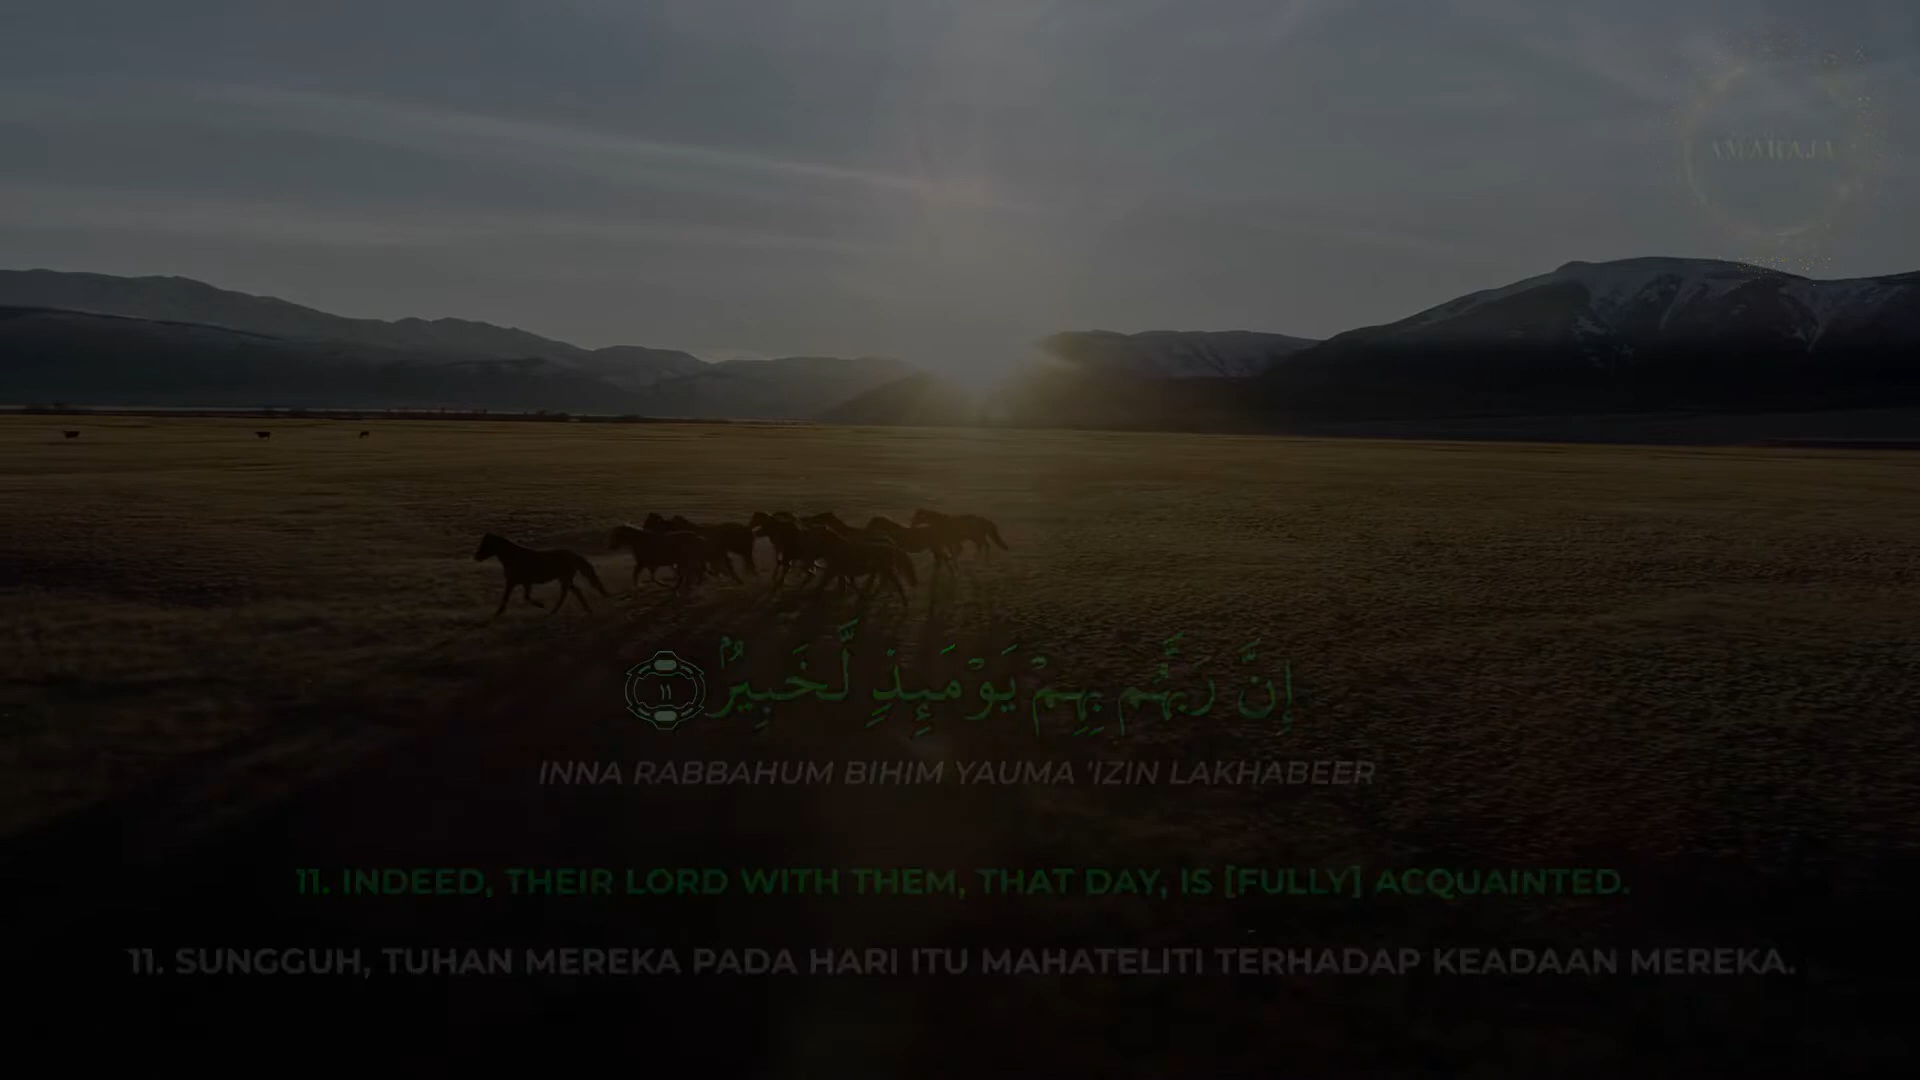 AMARAJA
إِنَّ رَبَّهُم بِهِمْ يَوْمَئِذٍ لَّخَبِيرٌۢ ١١
INNA RABBAHUM BIHIM YAUMA 'IZIN LAKHABEER
11. INDEED, THEIR LORD WITH THEM, THAT DAY, IS [FULLY] ACQUAINTED.
11. SUNGGUH, TUHAN MEREKA PADA HARI ITU MAHATELITI TERHADAP KEADAAN MEREKA.